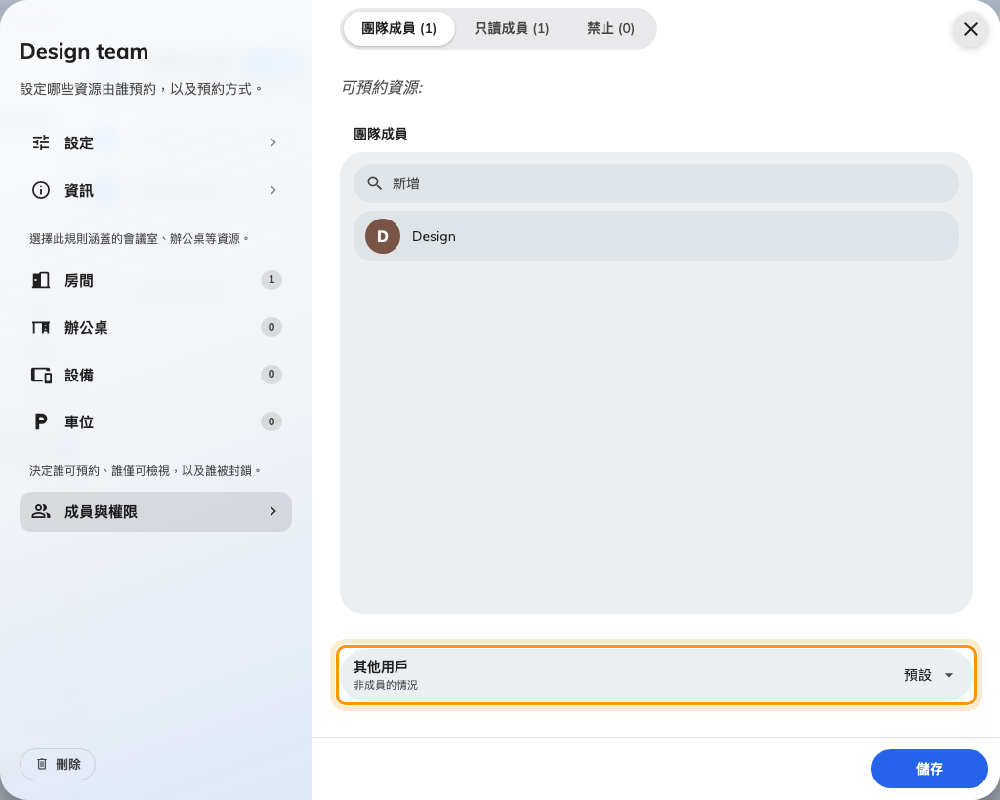 Design team
設定哪些資源由誰預約，以及預約方式。
設定
資訊
選擇此規則涵蓋的會議室、辦公桌等資源。
房間 1
辦公桌 0
設備 0
車位 0
決定誰可預約、誰僅可檢視，以及誰被封鎖。
成員與權限
刪除
團隊成員 (1) 只讀成員 (1) 禁止 (0)
可預約資源:
團隊成員
新增
D Design
其他用戶
非成員的情況
預設
儲存